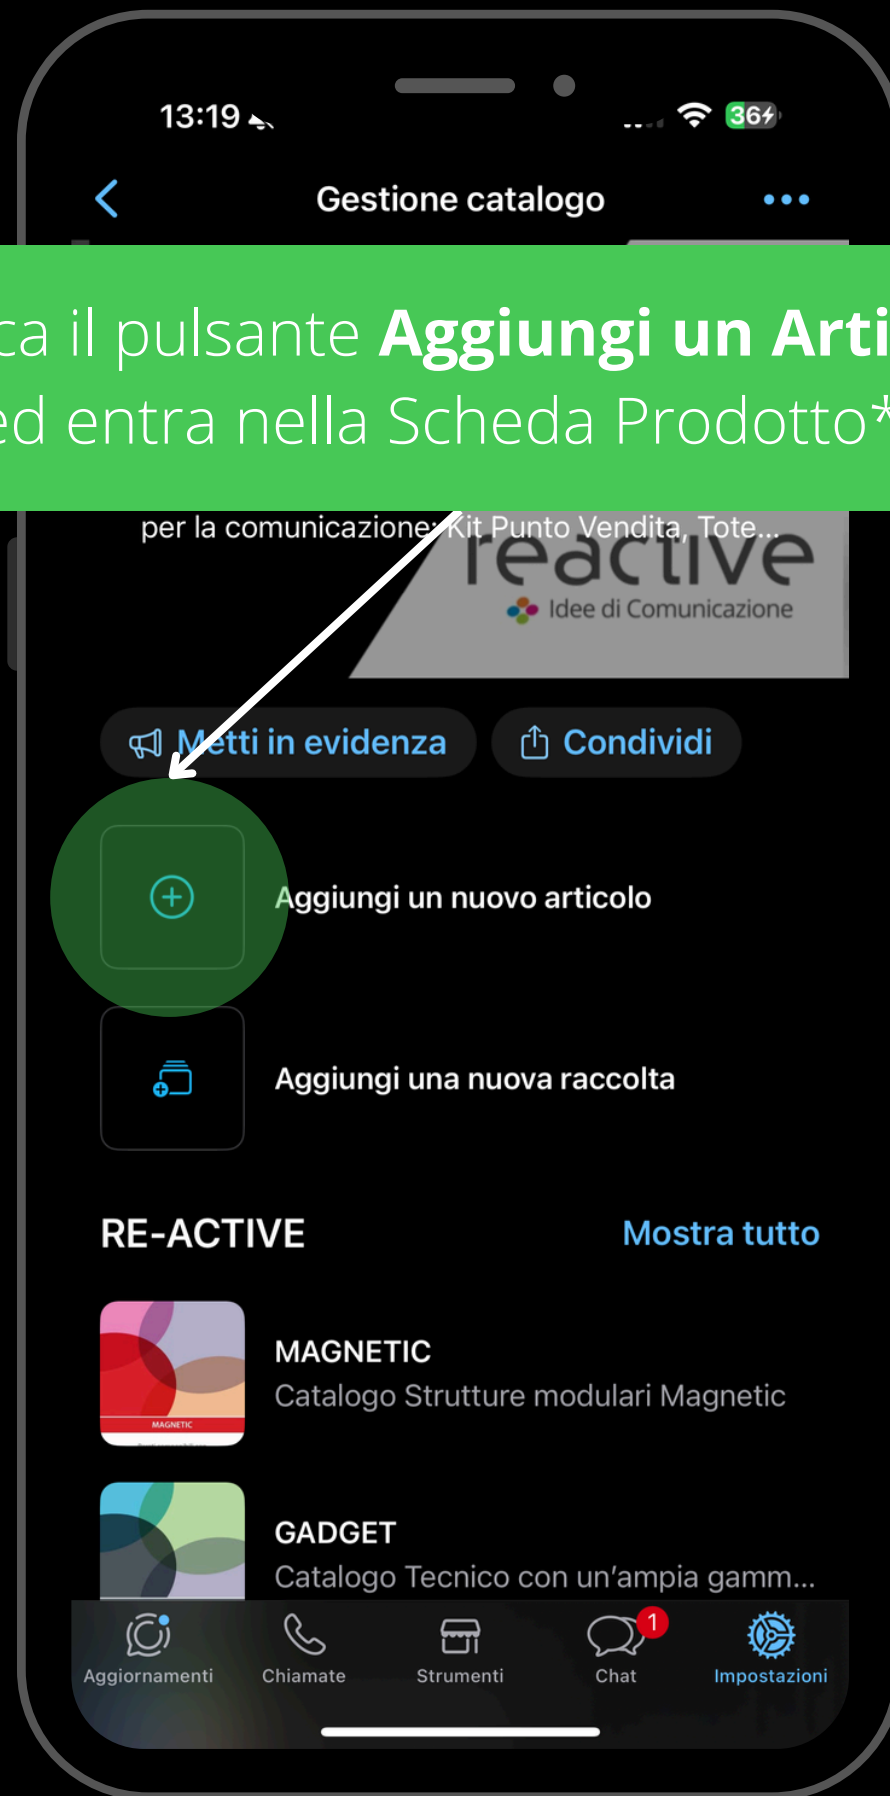 13:19
36
Gestione catalogo
ca il pulsante Aggiungi un Arti
ed entra nella Scheda Prodotto*
per la comunicazione: Kit Punto Vendita, Tote...
reactive
Idee di Comunicazione
Metti in evidenza
Condividi
Aggiungi un nuovo articolo
Aggiungi una nuova raccolta
RE-ACTIVE
Mostra tutto
MAGNETIC
MAGNETIC
Catalogo Strutture modulari Magnetic
GADGET
Catalogo Tecnico con un'ampia gamm...
1
Aggiornamenti
Chiamate
Strumenti
Chat
Impostazioni